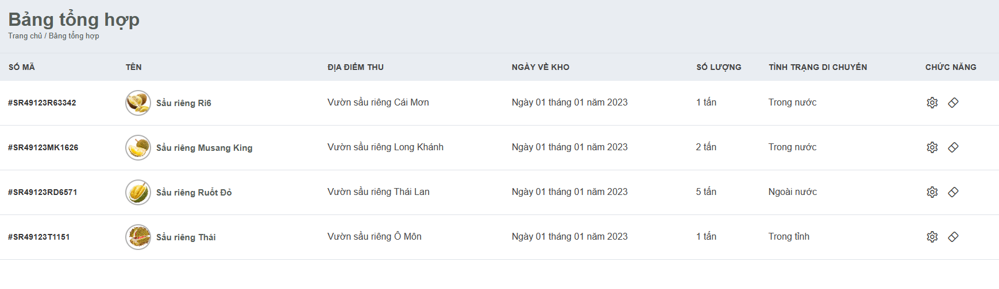 Bảng tổng hợp
Trang chủ / Bảng tổng hợp
SỐ MÃ TÊN ĐỊA ĐIỂM THU NGÀY VỀ KHO SỐ LƯỢNG TÌNH TRẠNG DI CHUYỂN CHỨC NĂNG
#SR49123R63342 Sầu riêng Ri6 Vườn sầu riêng Cái Mơn Ngày 01 tháng 01 năm 2023 1 tấn Trong nước
#SR49123MK1626 Sầu riêng Musang King Vườn sầu riêng Long Khánh Ngày 01 tháng 01 năm 2023 2 tấn Trong nước
#SR49123RD6571 Sầu riêng Ruốt Đỏ Vườn sầu riêng Thái Lan Ngày 01 tháng 01 năm 2023 5 tấn Ngoài nước
#SR49123T1151 Sầu riêng Thái Vườn sầu riêng Ô Môn Ngày 01 tháng 01 năm 2023 1 tấn Trong tỉnh